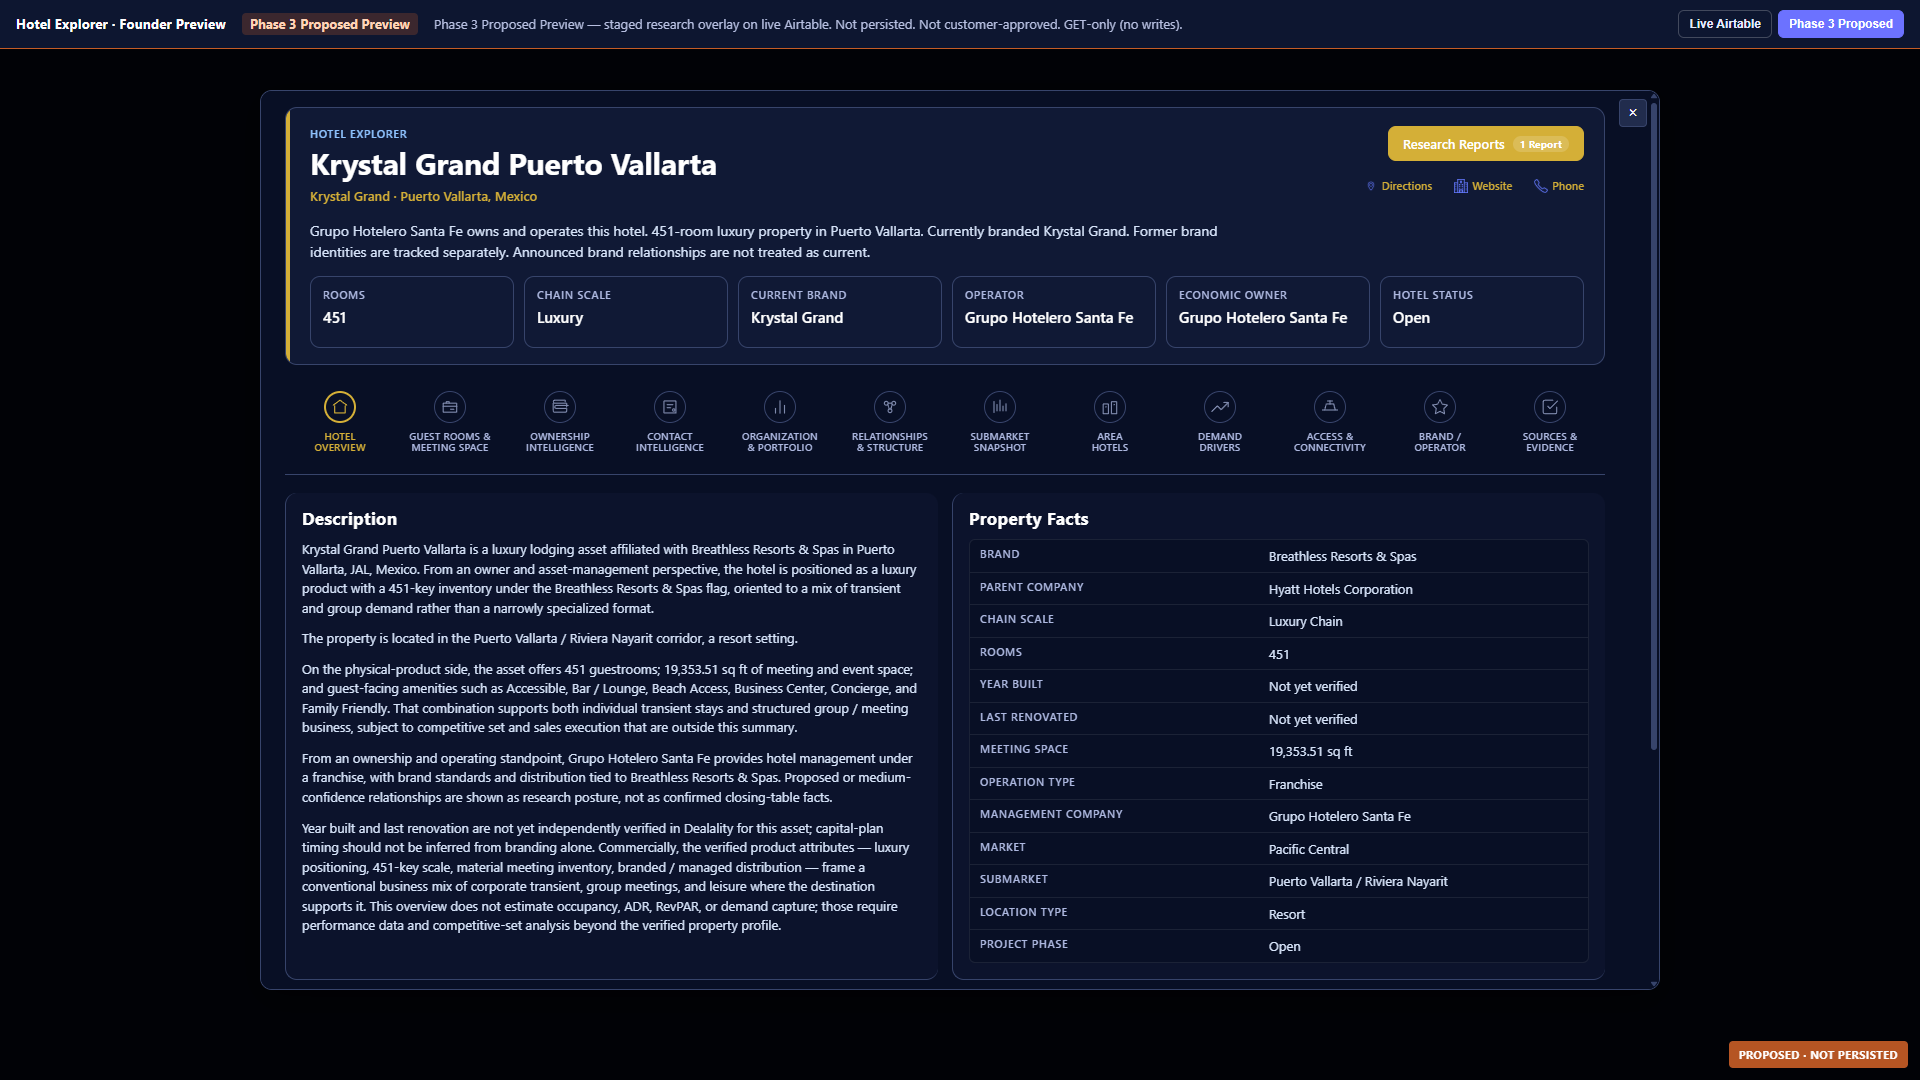 Hotel Explorer · Founder Preview
Phase 3 Proposed Preview
Phase 3 Proposed Preview — staged research overlay on live Airtable. Not persisted. Not customer-approved. GET-only (no writes).
Live Airtable
Phase 3 Proposed
×
HOTEL EXPLORER
Krystal Grand Puerto Vallarta
Krystal Grand · Puerto Vallarta, Mexico
Research Reports 1 Report
Directions
Website
Phone
Grupo Hotelero Santa Fe owns and operates this hotel. 451-room luxury property in Puerto Vallarta. Currently branded Krystal Grand. Former brand
identities are tracked separately. Announced brand relationships are not treated as current.
ROOMS
451
CHAIN SCALE
Luxury
CURRENT BRAND
Krystal Grand
OPERATOR
Grupo Hotelero Santa Fe
ECONOMIC OWNER
Grupo Hotelero Santa Fe
HOTEL STATUS
Open
HOTEL
OVERVIEW
GUEST ROOMS &
MEETING SPACE
OWNERSHIP
INTELLIGENCE
CONTACT
INTELLIGENCE
ORGANIZATION
& PORTFOLIO
RELATIONSHIPS
& STRUCTURE
SUBMARKET
SNAPSHOT
AREA
HOTELS
DEMAND
DRIVERS
ACCESS &
CONNECTIVITY
BRAND /
OPERATOR
SOURCES &
EVIDENCE
Description
Krystal Grand Puerto Vallarta is a luxury lodging asset affiliated with Breathless Resorts & Spas in Puerto
Vallarta, JAL, Mexico. From an owner and asset-management perspective, the hotel is positioned as a luxury
product with a 451-key inventory under the Breathless Resorts & Spas flag, oriented to a mix of transient
and group demand rather than a narrowly specialized format.
The property is located in the Puerto Vallarta / Riviera Nayarit corridor, a resort setting.
On the physical-product side, the asset offers 451 guestrooms; 19,353.51 sq ft of meeting and event space;
and guest-facing amenities such as Accessible, Bar / Lounge, Beach Access, Business Center, Concierge, and
Family Friendly. That combination supports both individual transient stays and structured group / meeting
business, subject to competitive set and sales execution that are outside this summary.
From an ownership and operating standpoint, Grupo Hotelero Santa Fe provides hotel management under
a franchise, with brand standards and distribution tied to Breathless Resorts & Spas. Proposed or medium-
confidence relationships are shown as research posture, not as confirmed closing-table facts.
Year built and last renovation are not yet independently verified in Dealality for this asset; capital-plan
timing should not be inferred from branding alone. Commercially, the verified product attributes — luxury
positioning, 451-key scale, material meeting inventory, branded / managed distribution — frame a
conventional business mix of corporate transient, group meetings, and leisure where the destination
supports it. This overview does not estimate occupancy, ADR, RevPAR, or demand capture; those require
performance data and competitive-set analysis beyond the verified property profile.
Property Facts
BRAND Breathless Resorts & Spas
PARENT COMPANY Hyatt Hotels Corporation
CHAIN SCALE Luxury Chain
ROOMS 451
YEAR BUILT Not yet verified
LAST RENOVATED Not yet verified
MEETING SPACE 19,353.51 sq ft
OPERATION TYPE Franchise
MANAGEMENT COMPANY Grupo Hotelero Santa Fe
MARKET Pacific Central
SUBMARKET Puerto Vallarta / Riviera Nayarit
LOCATION TYPE Resort
PROJECT PHASE Open
PROPOSED · NOT PERSISTED